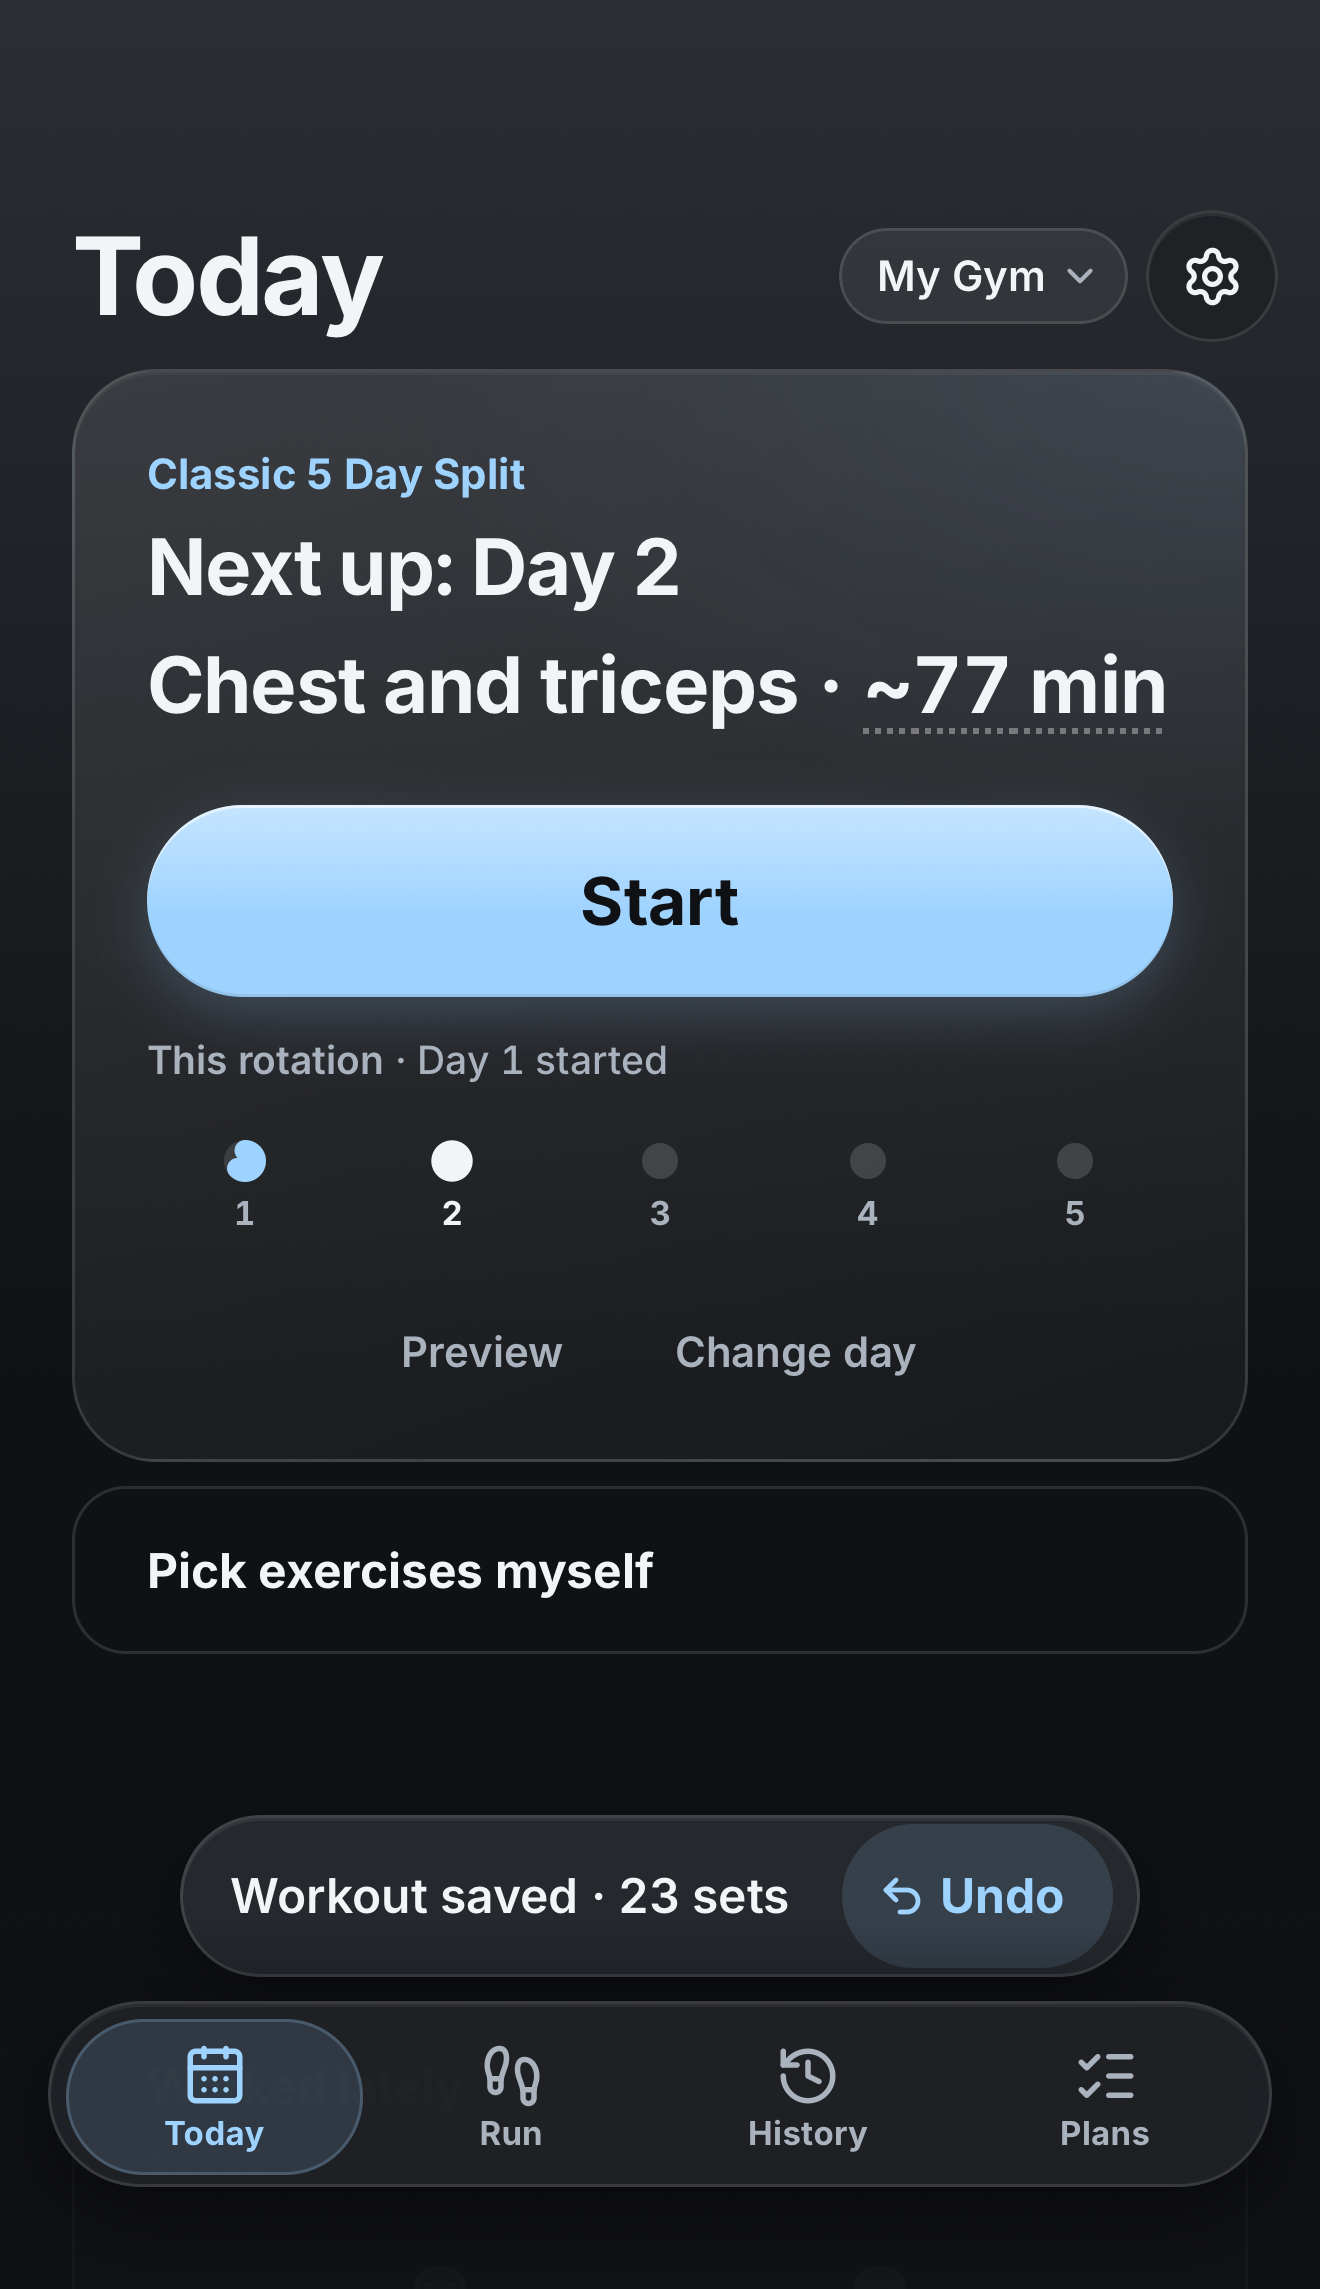 Today
My Gym
Classic 5 Day Split
Next up: Day 2
Chest and triceps · ~77 min
Start
This rotation · Day 1 started
1 2 3 4 5
Preview Change day
Pick exercises myself
Workout saved · 23 sets Undo
Today Run History Plans